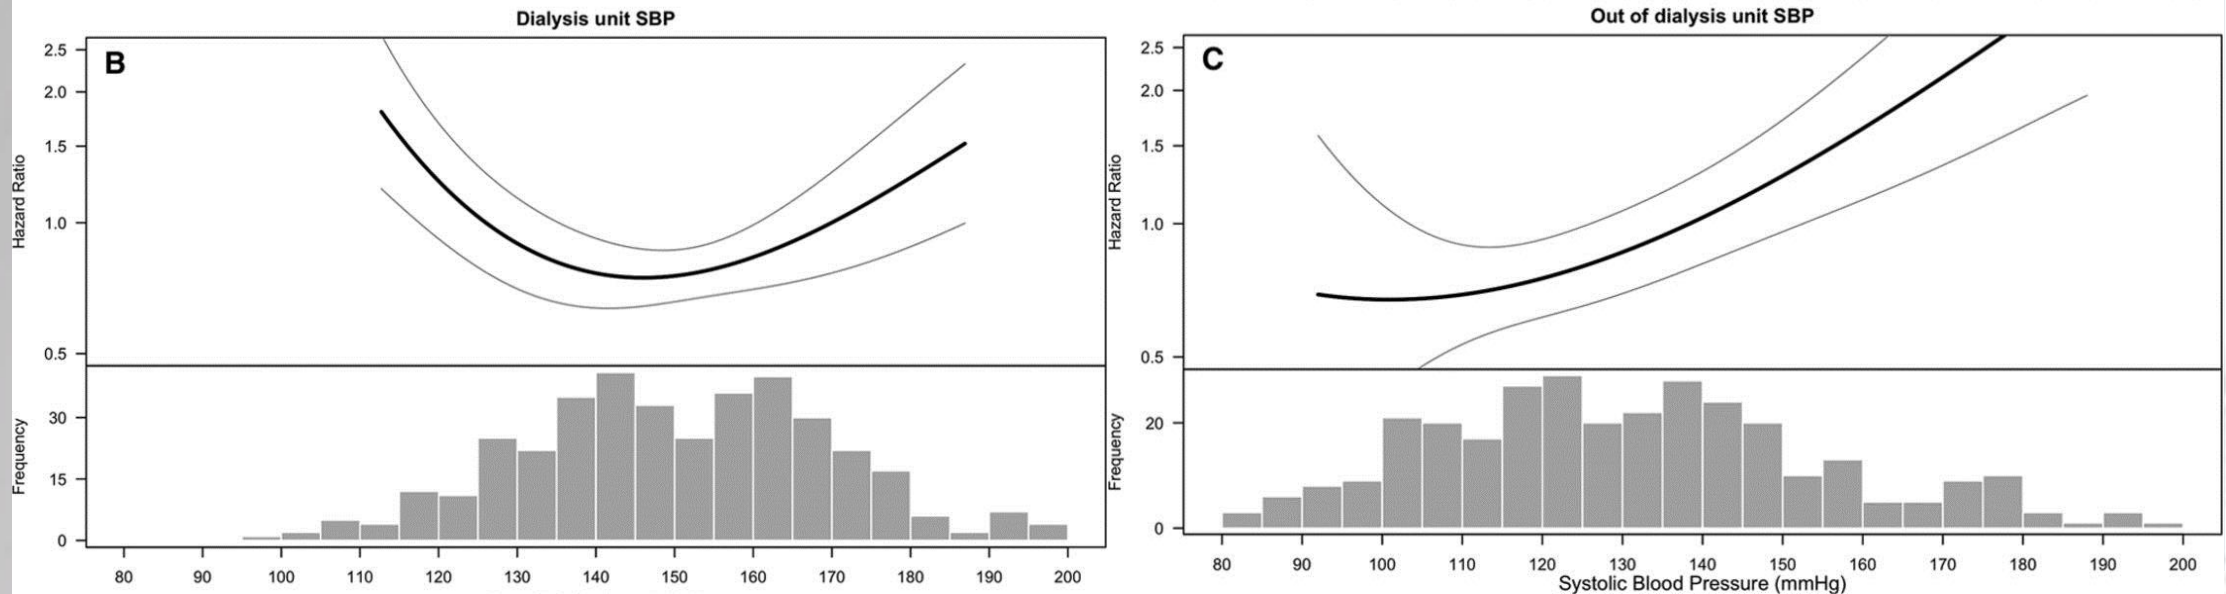 Dialysis unit SBP
B
2.5
2.0
1.5
1.0
0.5
Hazard Ratio
30
15
0
Frequency
80 90 100 110 120 130 140 150 160 170 180 190 200
Out of dialysis unit SBP
C
2.5
2.0
1.5
1.0
0.5
Hazard Ratio
20
0
Frequency
80 90 100 110 120 130 140 150 160 170 180 190 200
Systolic Blood Pressure (mmHg)